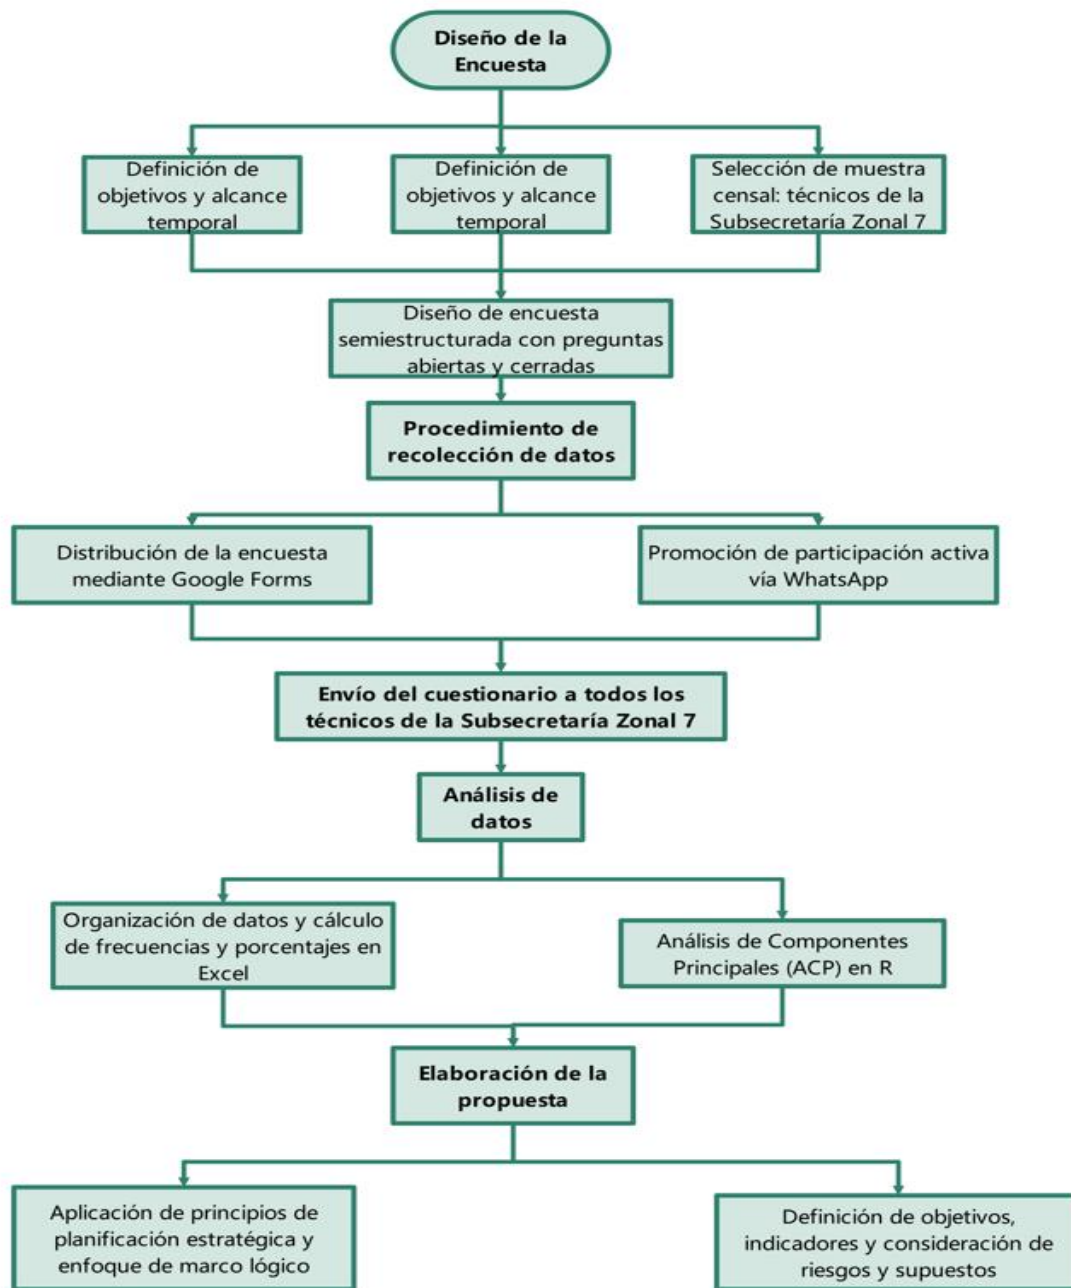 Diseño de la
Encuesta
Definición de
objetivos y alcance
temporal
Definición de
objetivos y alcance
temporal
Selección de muestra
censal: técnicos de la
Subsecretaría Zonal 7
Diseño de encuesta
semiestructurada con preguntas
abiertas y cerradas
Procedimiento de
recolección de datos
Distribución de la encuesta
mediante Google Forms
Promoción de participación activa
vía WhatsApp
Envío del cuestionario a todos los
técnicos de la Subsecretaría Zonal 7
Análisis de
datos
Organización de datos y cálculo
de frecuencias y porcentajes en
Excel
Análisis de Componentes
Principales (ACP) en R
Elaboración de la
propuesta
Aplicación de principios de
planificación estratégica y
enfoque de marco lógico
Definición de objetivos,
indicadores y consideración de
riesgos y supuestos